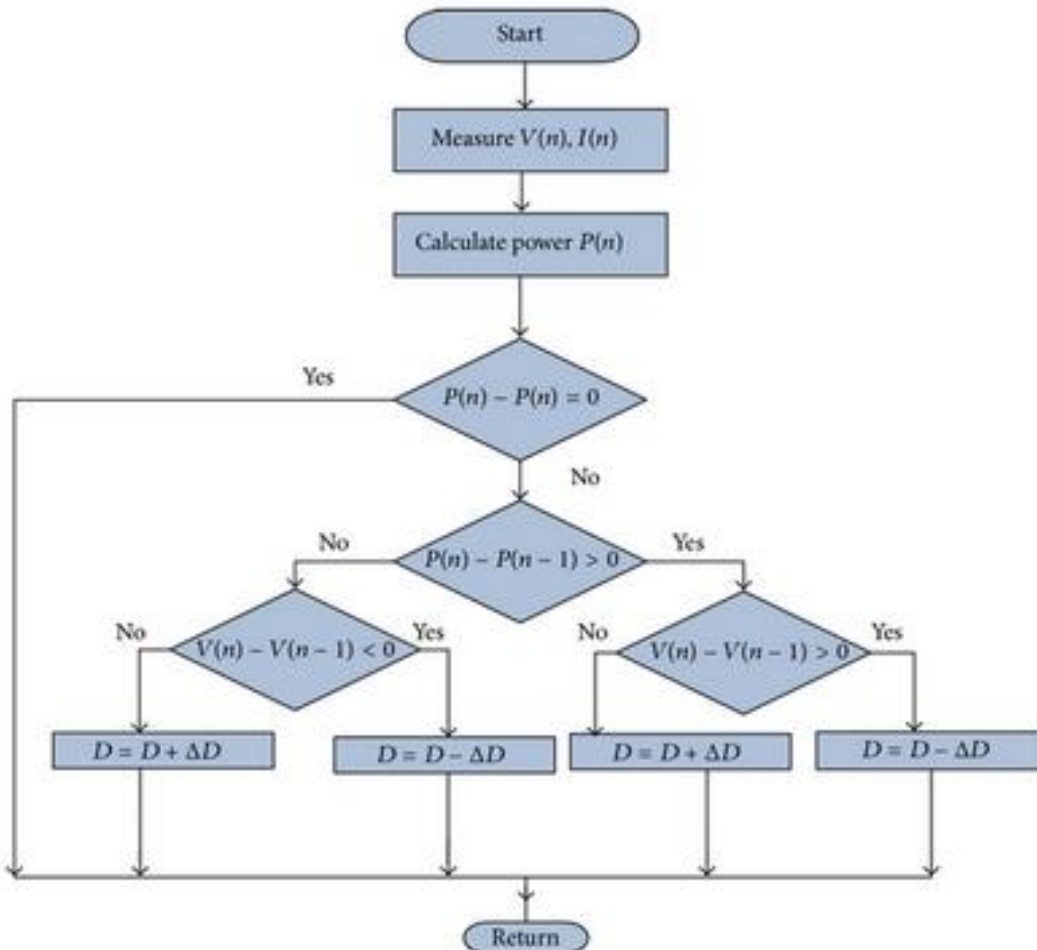 Start
Measure V(n), I(n)
Calculate power P(n)
Yes
P(n) − P(n) = 0
No
No
P(n) − P(n − 1) > 0
Yes
No
V(n) − V(n − 1) < 0
Yes
No
V(n) − V(n − 1) > 0
Yes
D = D + ΔD
D = D − ΔD
D = D + ΔD
D = D − ΔD
Return